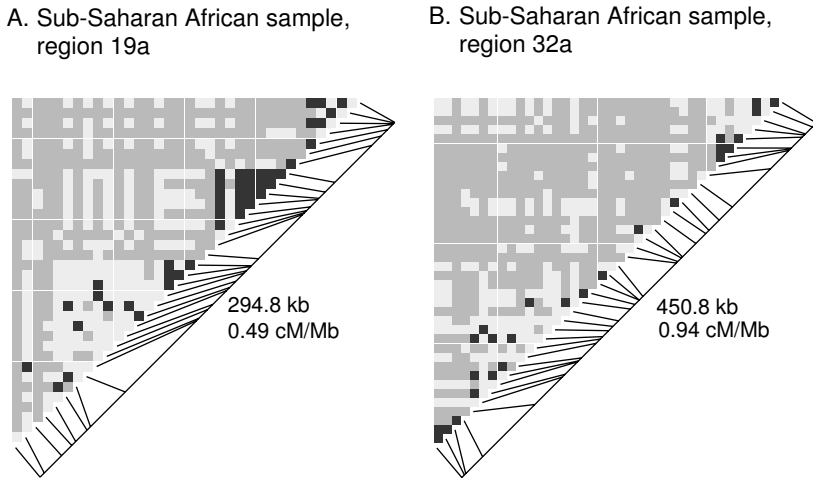 A. Sub-Saharan African sample,
region 19a
B. Sub-Saharan African sample,
region 32a
294.8 kb
0.49 cM/Mb
450.8 kb
0.94 cM/Mb